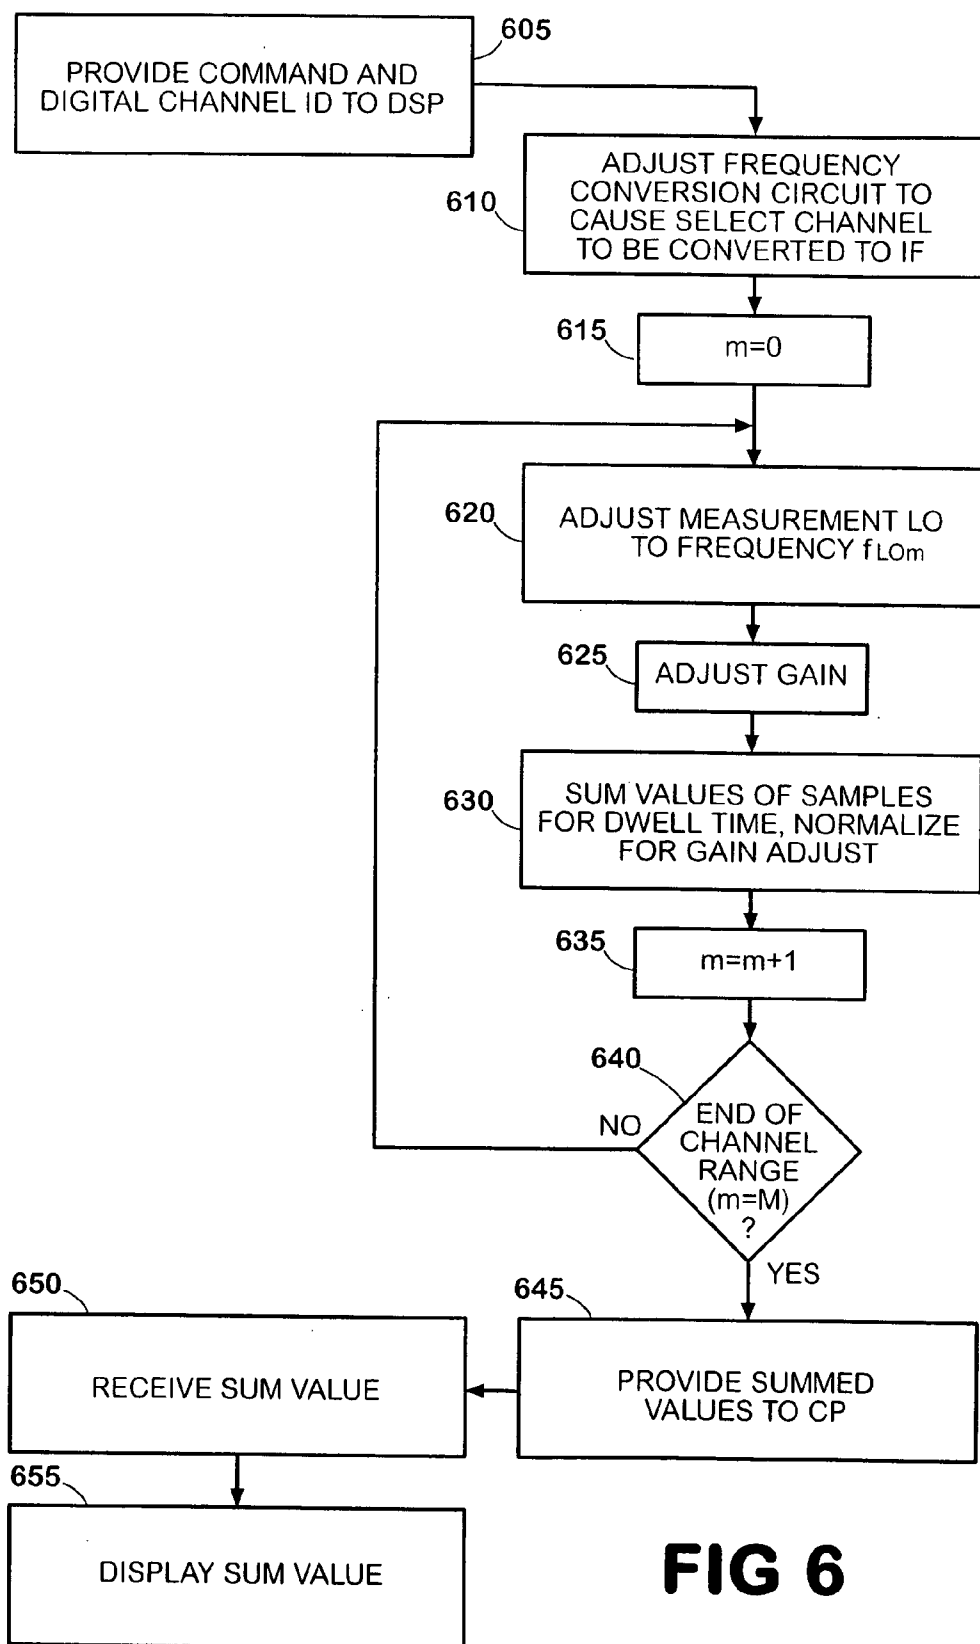 605
PROVIDE COMMAND AND
DIGITAL CHANNEL ID TO DSP
610
ADJUST FREQUENCY
CONVERSION CIRCUIT TO
CAUSE SELECT CHANNEL
TO BE CONVERTED TO IF
615
m=0
620
ADJUST MEASUREMENT LO
TO FREQUENCY fLOm
625
ADJUST GAIN
630
SUM VALUES OF SAMPLES
FOR DWELL TIME, NORMALIZE
FOR GAIN ADJUST
635
m=m+1
640
END OF
CHANNEL
RANGE
(m=M)
?
NO
YES
645
PROVIDE SUMMED
VALUES TO CP
650
RECEIVE SUM VALUE
655
DISPLAY SUM VALUE
FIG 6